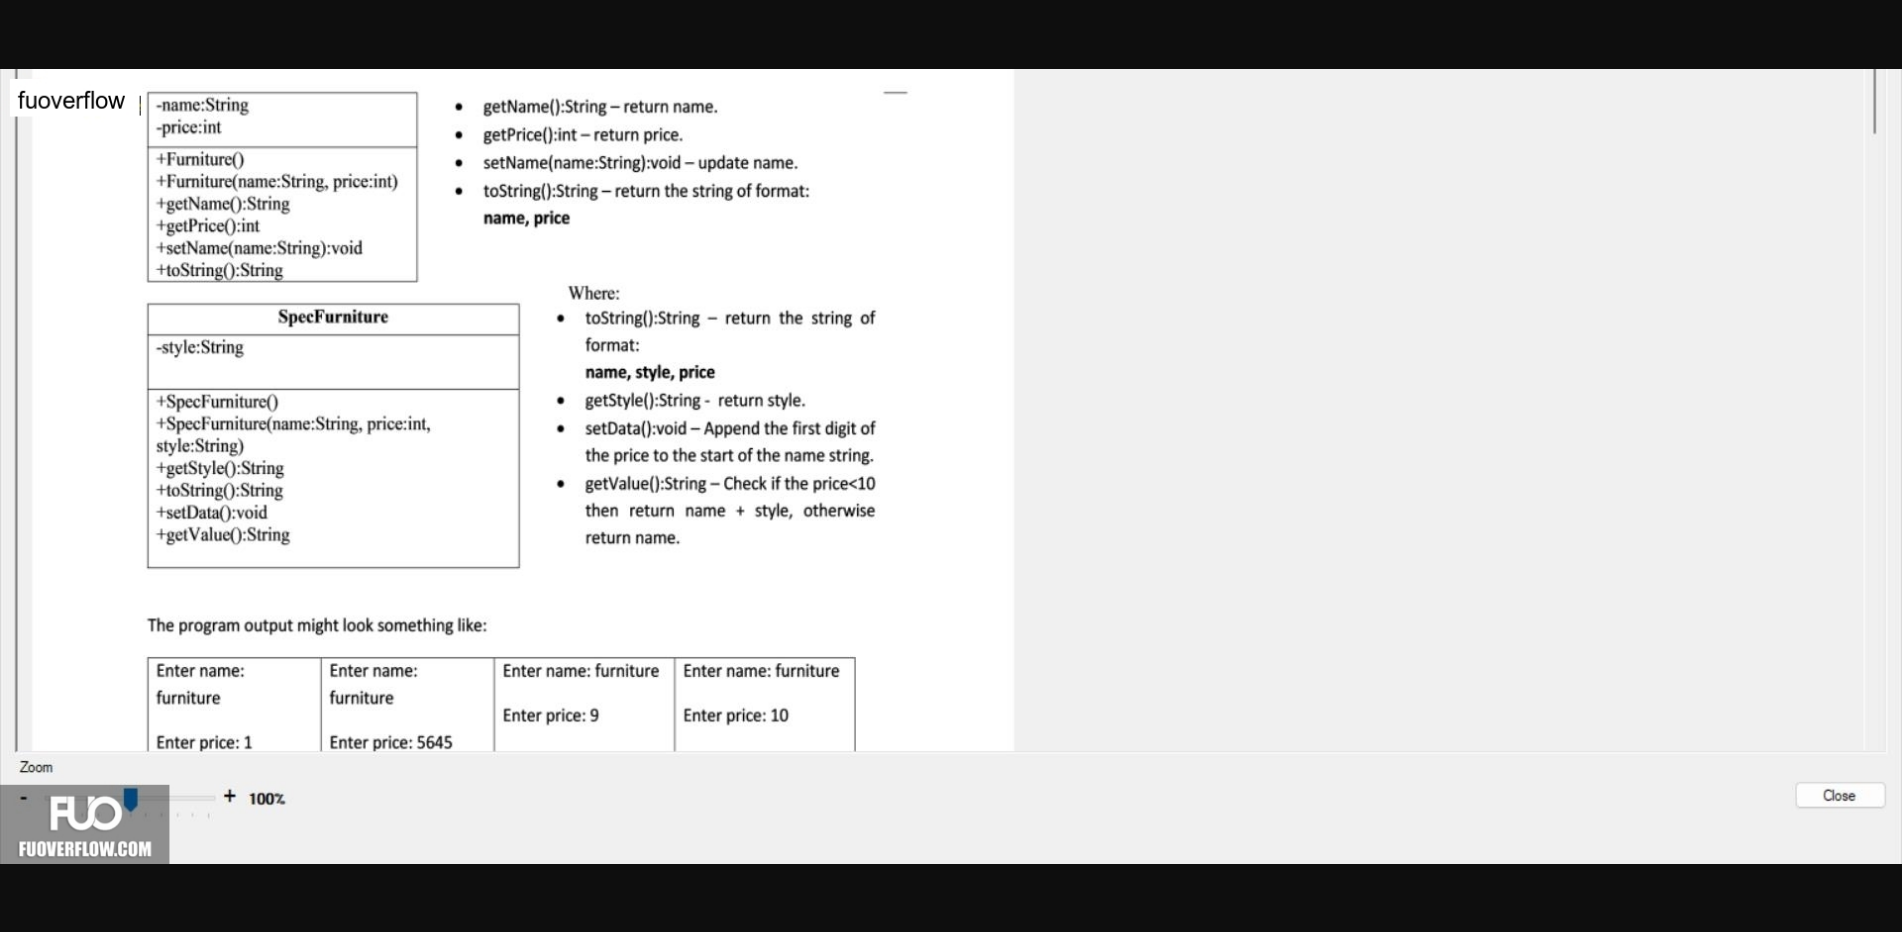 fuoverflow
-name:String
-price:int
+Furniture()
+Furniture(name:String, price:int)
+getName():String
+getPrice():int
+setName(name:String):void
+toString():String
• getName():String – return name.
• getPrice():int – return price.
• setName(name:String):void – update name.
• toString():String – return the string of format:
name, price
SpecFurniture
-style:String
+SpecFurniture()
+SpecFurniture(name:String, price:int,
style:String)
+getStyle():String
+toString():String
+setData():void
+getValue():String
Where:
• toString():String – return the string of
format:
name, style, price
• getStyle():String - return style.
• setData():void – Append the first digit of
the price to the start of the name string.
• getValue():String – Check if the price<10
then return name + style, otherwise
return name.
The program output might look something like:
Enter name:
furniture
Enter price: 1
Enter name:
furniture
Enter price: 5645
Enter name: furniture
Enter price: 9
Enter name: furniture
Enter price: 10
Zoom
- + 100%
Close
FUO
FUOVERFLOW.COM